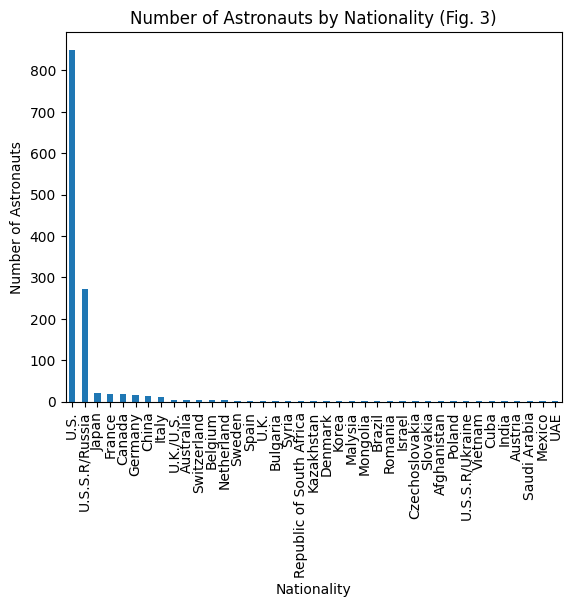 Number of Astronauts by Nationality (Fig. 3)
Number of Astronauts
800
700
600
500
400
300
200
100
0
U.S.
U.S.S.R/Russia
Japan
France
Canada
Germany
China
Italy
U.K./U.S.
Australia
Switzerland
Belgium
Netherland
Sweden
Spain
U.K.
Bulgaria
Syria
Republic of South Africa
Kazakhstan
Denmark
Korea
Malysia
Mongolia
Brazil
Romania
Israel
Czechoslovakia
Slovakia
Afghanistan
Poland
U.S.S.R/Ukraine
Vietnam
Cuba
India
Austria
Saudi Arabia
Mexico
UAE
Nationality